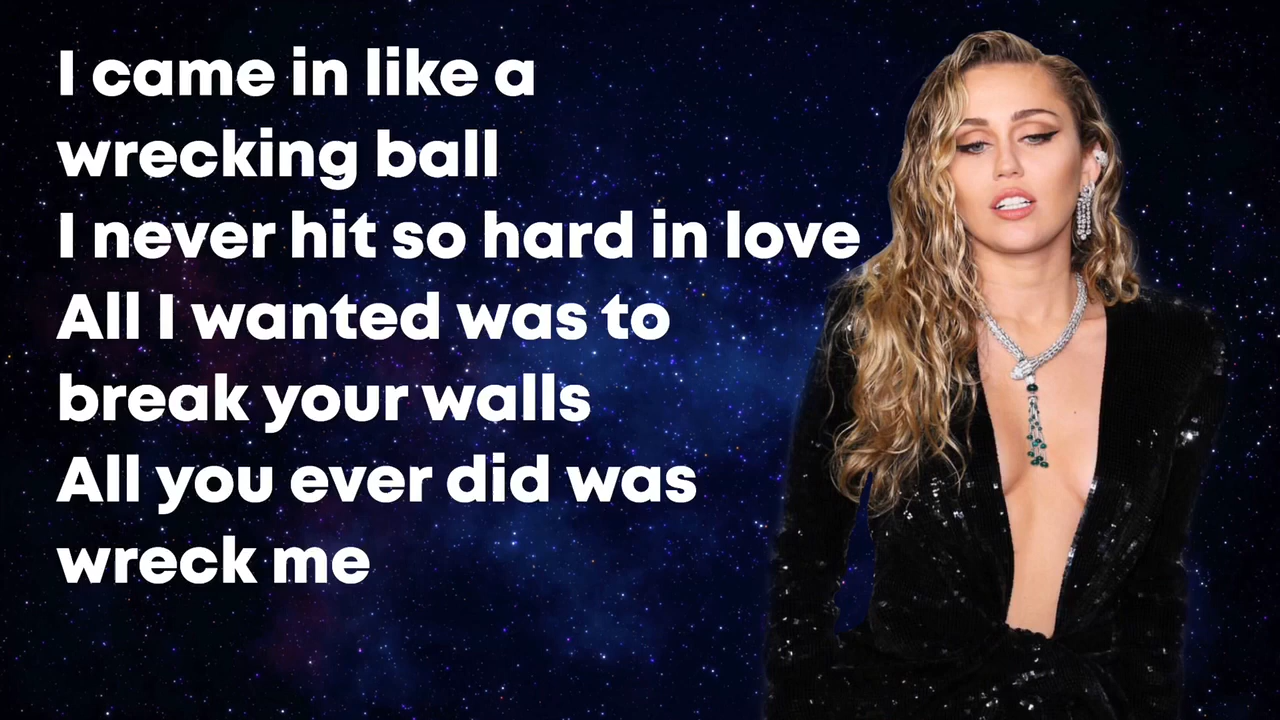 I came in like a
wrecking ball
I never hit so hard in love
All I wanted was to
break your walls
All you ever did was
wreck me